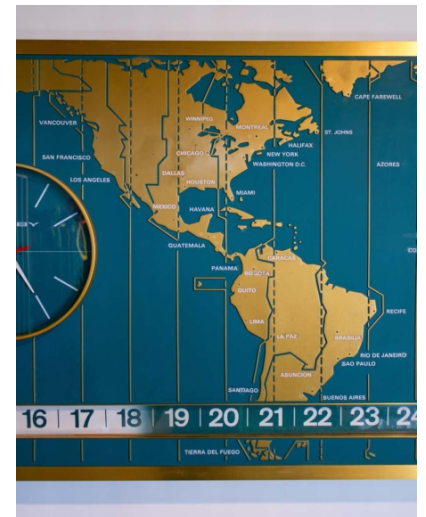 CAPE FAREWELL
WINNIPEG
VANCOUVER
MONTREAL
ST. JOHNS
HALIFAX
CHICAGO
NEW YORK
SAN FRANCISCO
WASHINGTON D.C.
AZORES
DALLAS
LOS ANGELES
HOUSTON
MIAMI
MEXICO
HAVANA
GUATEMALA
CARACAS
PANAMA
BOGOTA
QUITO
RECIFE
LIMA
LA PAZ
BRASILIA
RIO DE JANEIRO
SAO PAULO
ASUNCION
SANTIAGO
BUENOS AIRES
16 17 18 19 20 21 22 23 24
TIERRA DEL FUEGO